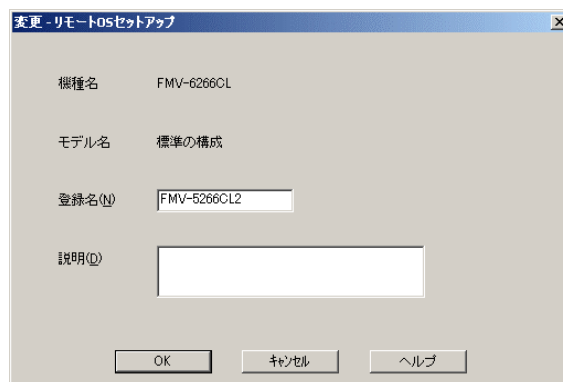 変更 - リモートOSセットアップ
機種名 FMV-6266CL
モデル名 標準の構成
登録名(N) FMV-5266CL2
説明(D)
OK キャンセル ヘルプ